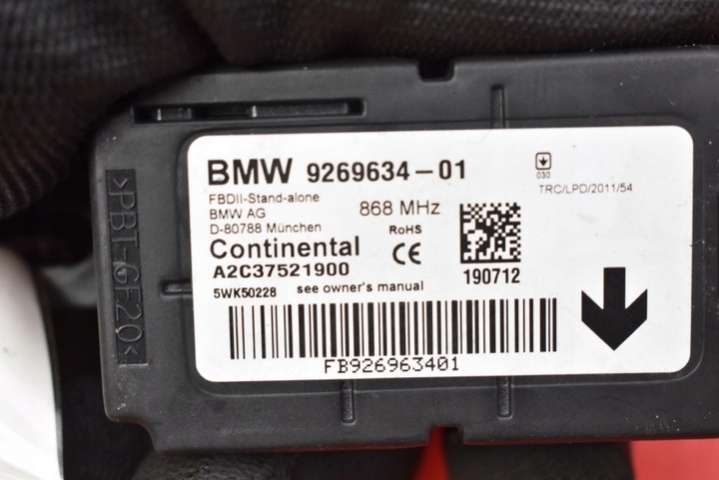 BMW 9269634-01
030
TRC/LPD/2011/54
FBDII-Stand-alone
BMW AG
D-80788 München
868 MHz
RoHS
Continental
CE
A2C37521900
190712
5WK50228 see owner's manual
FB926963401
>PBT-GF20<